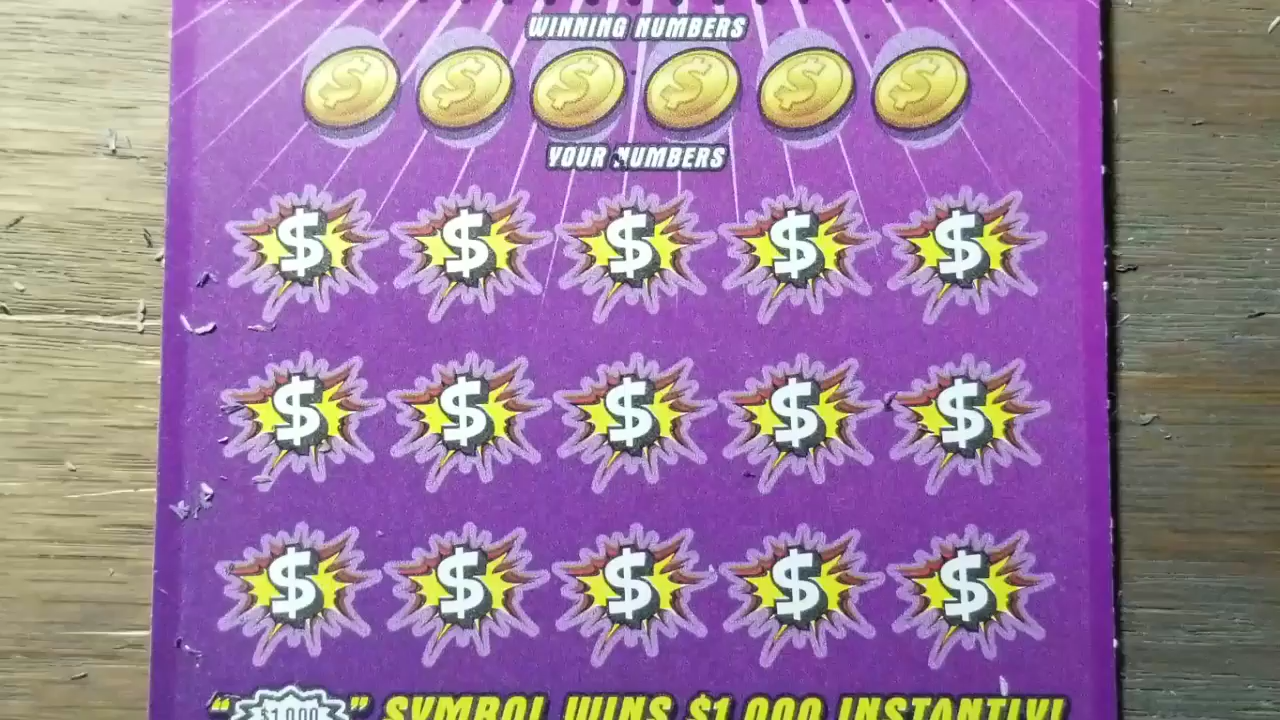 WINNING NUMBERS
$ $ $ $ $ $
YOUR NUMBERS
$ $ $ $ $
$ $ $ $ $
$ $ $ $ $
"$1,000" SYMBOL WINS $1,000 INSTANTLY!